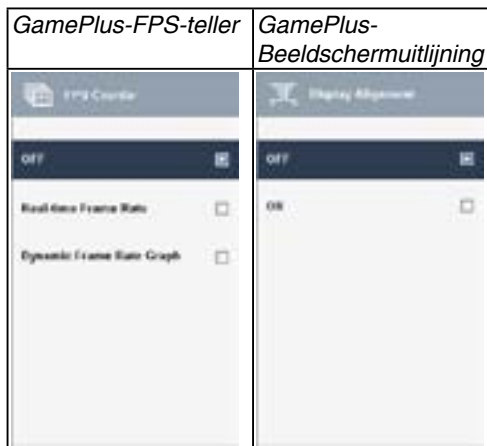 GamePlus-FPS-teller
GamePlus-
Beeldschermuitlijning
FPS Counter
OFF
Real-time Frame Rate
Dynamic Frame Rate Graph
Display Alignment
OFF
ON